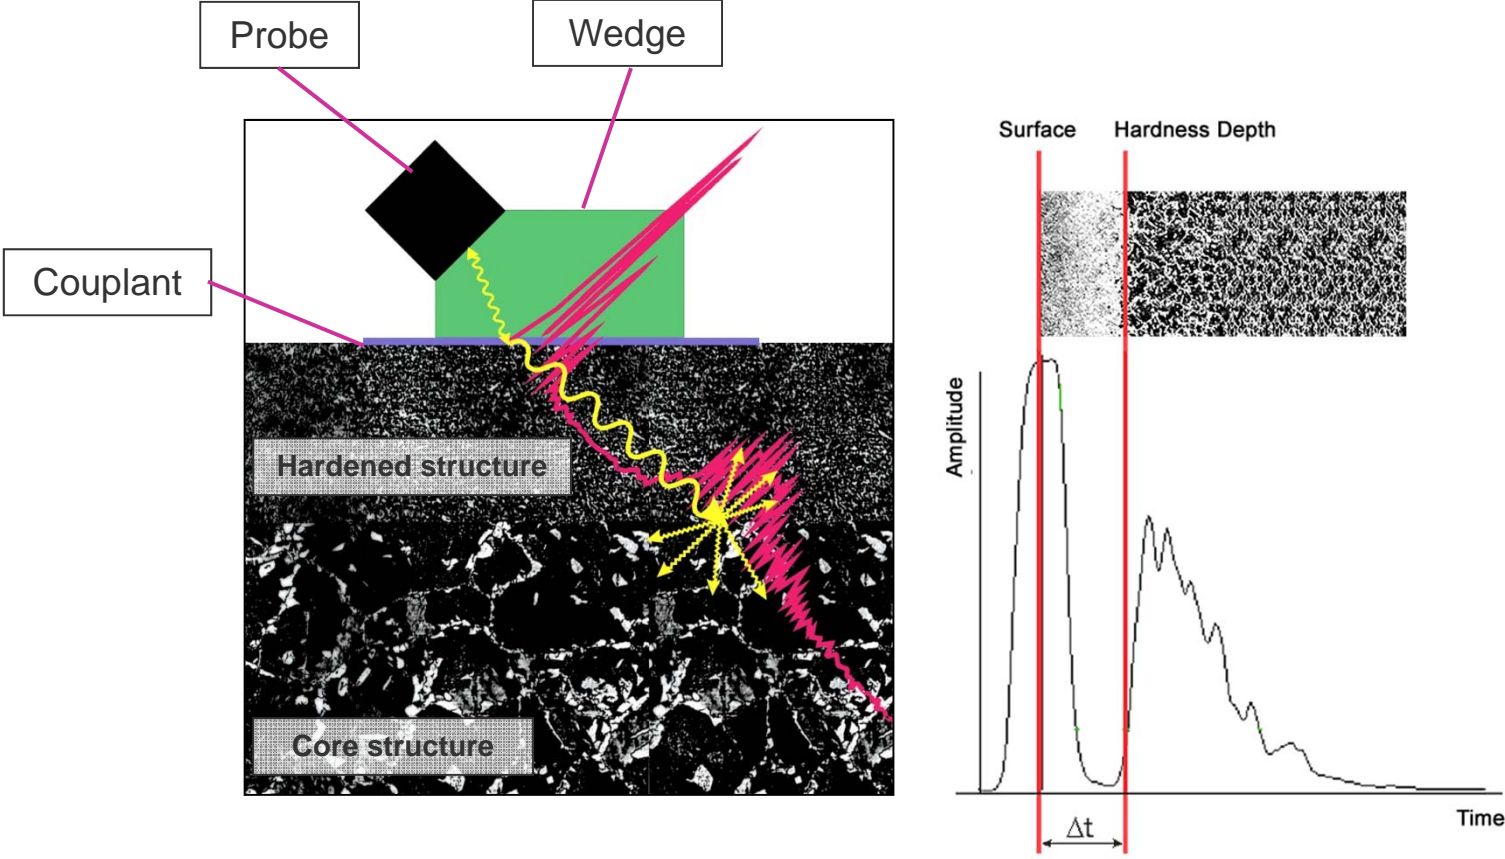 Probe
Wedge
Couplant
Hardened structure
Core structure
Surface
Hardness Depth
Amplitude
Time
Δt